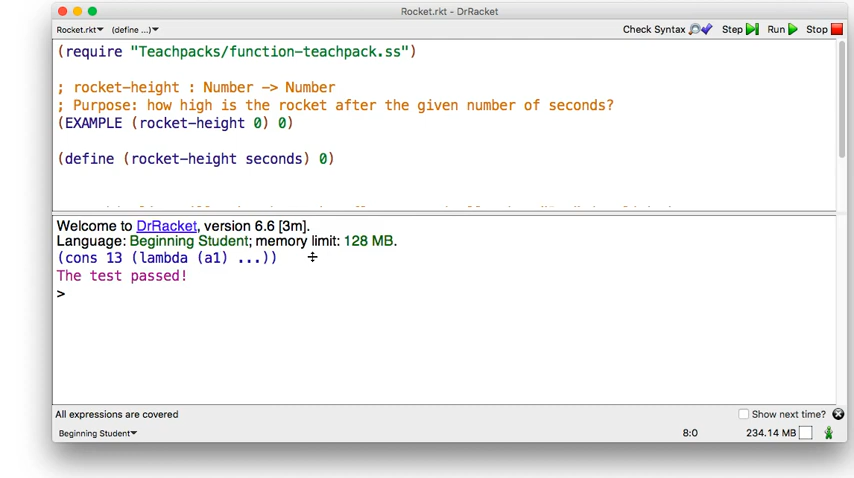 Rocket.rkt - DrRacket
Rocket.rkt▾ (define ...)▾ Check Syntax Step Run Stop
(require "Teachpacks/function-teachpack.ss")
; rocket-height : Number -> Number
; Purpose: how high is the rocket after the given number of seconds?
(EXAMPLE (rocket-height 0) 0)
(define (rocket-height seconds) 0)
Welcome to DrRacket, version 6.6 [3m].
Language: Beginning Student; memory limit: 128 MB.
(cons 13 (lambda (a1) ...))
The test passed!
>
All expressions are covered Show next time?
Beginning Student▾ 8:0 234.14 MB